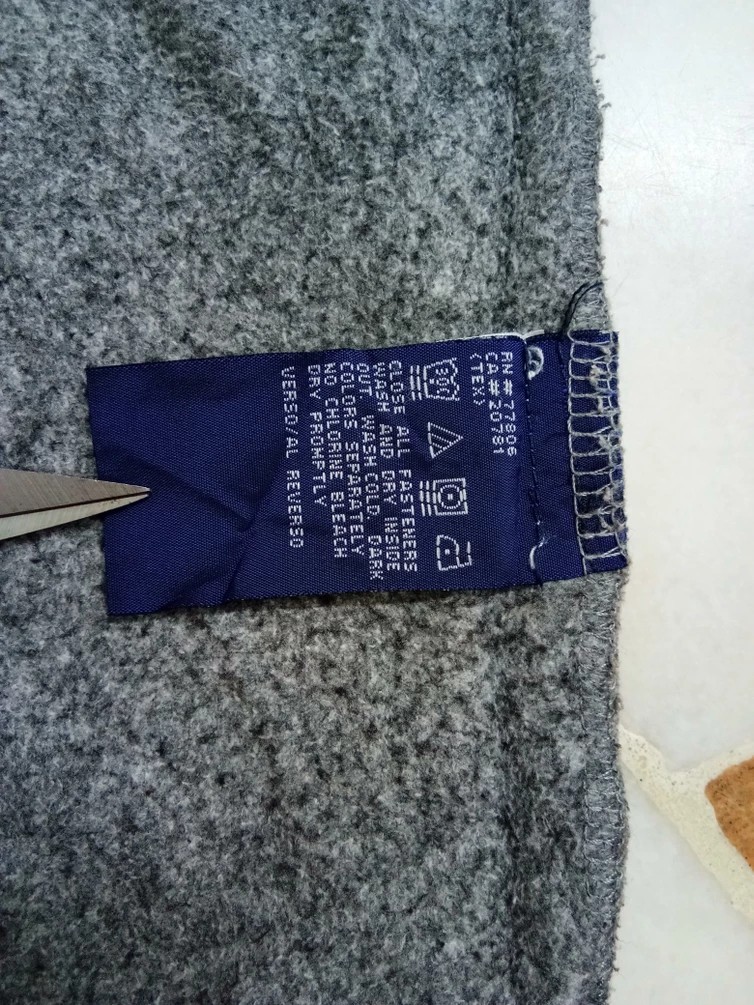 RN # 77806
CA # 20781
(TEX)
CLOSE ALL FASTENERS
WASH AND DRY INSIDE
OUT. WASH COLD. DARK
COLORS SEPARATELY
NO CHLORINE BLEACH
DRY PROMPTLY
VERSO/AL REVERSO